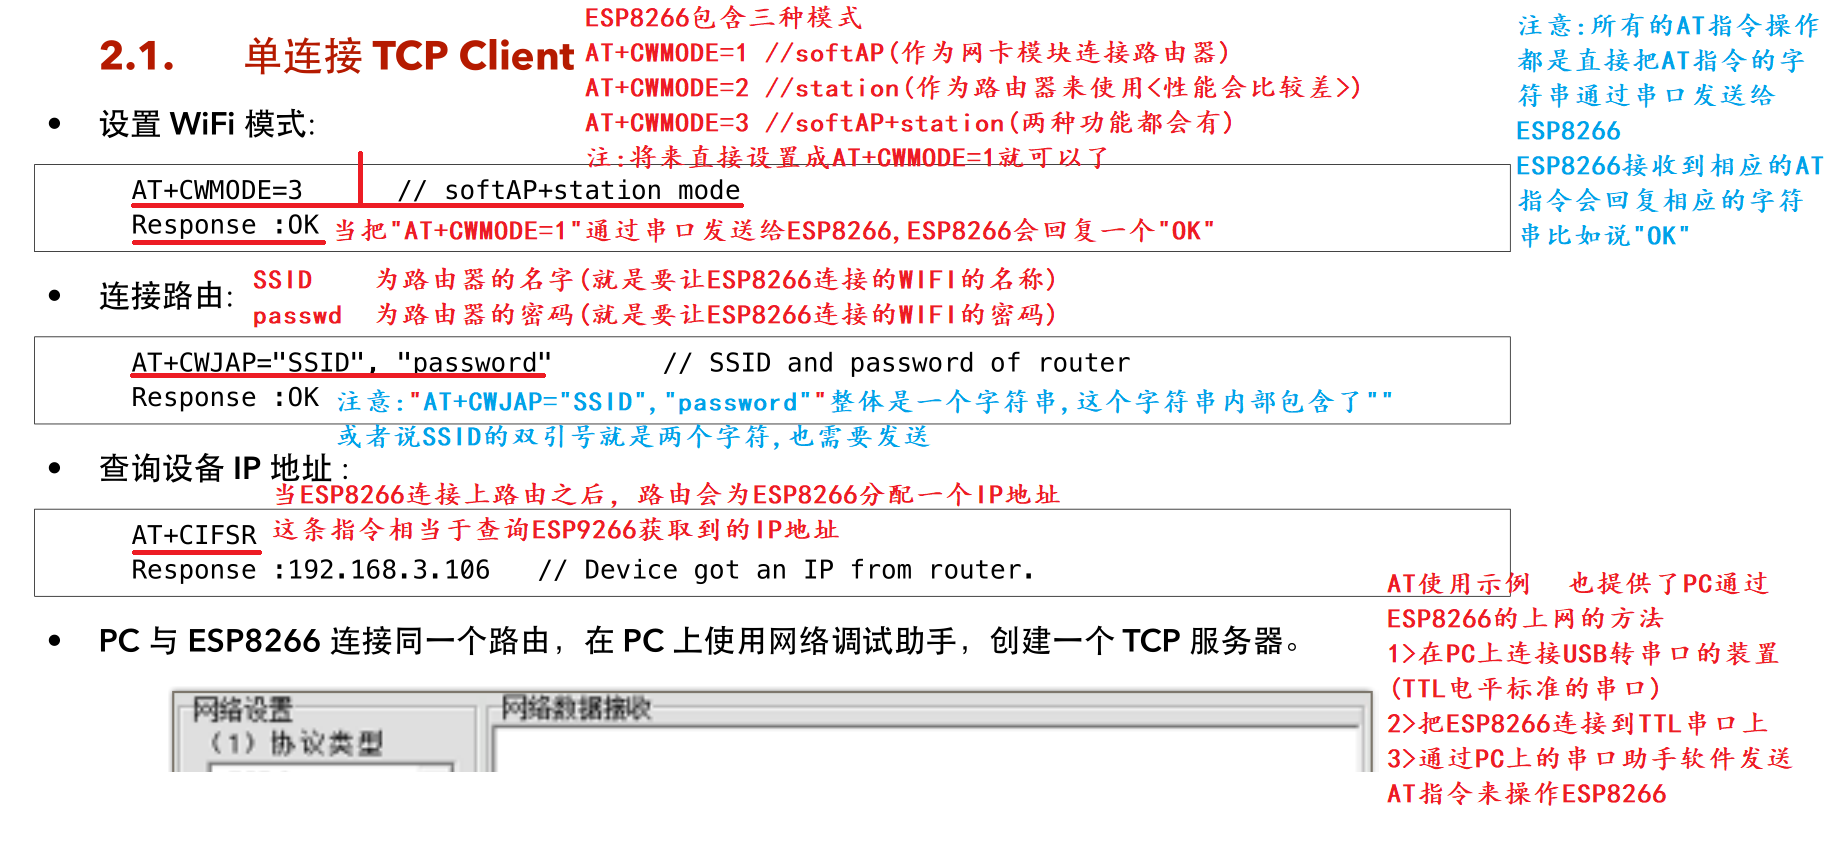 ESP8266包含三种模式
2.1. 单连接 TCP Client
AT+CWMODE=1 //softAP(作为网卡模块连接路由器)
AT+CWMODE=2 //station(作为路由器来使用<性能会比较差>)
AT+CWMODE=3 //softAP+station(两种功能都会有)
注:将来直接设置成AT+CWMODE=1就可以了
注意:所有的AT指令操作
都是直接把AT指令的字
符串通过串口发送给
ESP8266
ESP8266接收到相应的AT
指令会回复相应的字符
串比如说"OK"
• 设置 WiFi 模式:
AT+CWMODE=3 // softAP+station mode
Response :OK
当把"AT+CWMODE=1"通过串口发送给ESP8266,ESP8266会回复一个"OK"
• 连接路由:
SSID 为路由器的名字(就是要让ESP8266连接的WIFI的名称)
passwd 为路由器的密码(就是要让ESP8266连接的WIFI的密码)
AT+CWJAP="SSID", "password" // SSID and password of router
Response :OK
注意:"AT+CWJAP="SSID","password""整体是一个字符串,这个字符串内部包含了""
或者说SSID的双引号就是两个字符,也需要发送
• 查询设备 IP 地址 :
当ESP8266连接上路由之后, 路由会为ESP8266分配一个IP地址
这条指令相当于查询ESP9266获取到的IP地址
AT+CIFSR
Response :192.168.3.106 // Device got an IP from router.
• PC 与 ESP8266 连接同一个路由，在 PC 上使用网络调试助手，创建一个 TCP 服务器。
AT使用示例 也提供了PC通过
ESP8266的上网的方法
1>在PC上连接USB转串口的装置
(TTL电平标准的串口)
2>把ESP8266连接到TTL串口上
3>通过PC上的串口助手软件发送
AT指令来操作ESP8266
网络设置
（1）协议类型
网络数据接收